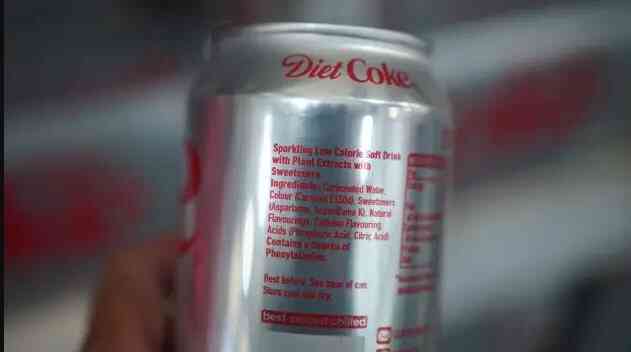 Diet Coke
Sparkling Low Calorie Soft Drink
with Plant Extracts with
Sweeteners.
Ingredients: Carbonated Water,
Colour (Caramel E150d), Sweeteners
(Aspartame, Acesulfame K), Natural
Flavourings, Caffeine Flavouring,
Acids (Phosphoric Acid, Citric Acid)
Contains a source of
Phenylalanine.
Best before: See base of can.
Store cool and dry.
best served chilled